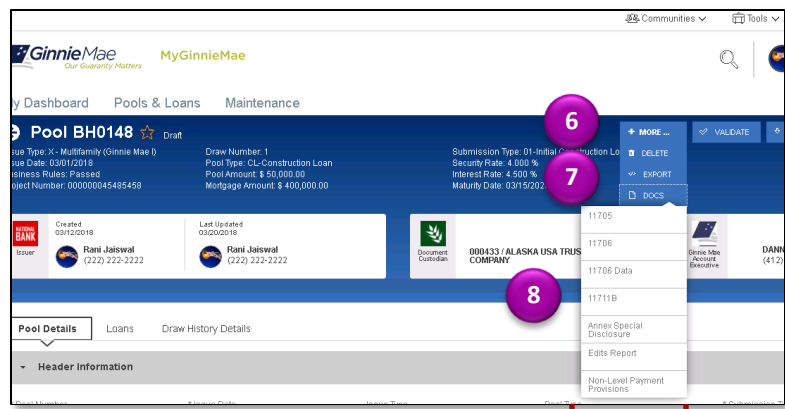 Communities
Tools
GinnieMae
Our Guaranty Matters
MyGinnieMae
y Dashboard
Pools & Loans
Maintenance
Pool BH0148
Draft
6
+ MORE ...
VALIDATE
sue Type: X - Multifamily (Ginnie Mae I)
Draw Number: 1
Submission Type: 01-Initial Construction Lo
DELETE
sue Date: 03/01/2018
Pool Type: CL-Construction Loan
Security Rate: 4.000 %
siness Rules: Passed
Pool Amount: $ 50,000.00
Interest Rate: 4.500 %
7
EXPORT
oject Number: 000000045485458
Mortgage Amount: $ 400,000.00
Maturity Date: 03/15/202
DOCS
NATIONAL
BANK
Issuer
Created
03/12/2018
Rani Jaiswal
(222) 222-2222
Last Updated
03/20/2018
Rani Jaiswal
(222) 222-2222
Document
Custodian
000433 / ALASKA USA TRUS
COMPANY
Ginnie Mae
Account
Executive
DANN
(412)
11705
11706
11706 Data
8
11711B
Annex Special
Disclosure
Edits Report
Non-Level Payment
Provisions
Pool Details
Loans
Draw History Details
Header Information